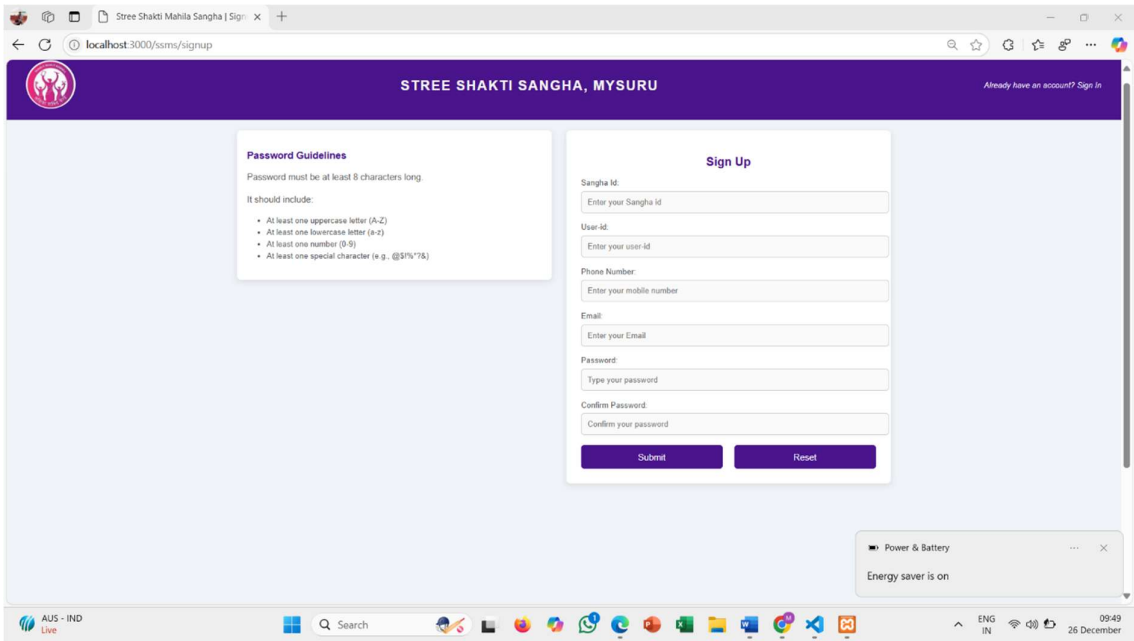 Stree Shakti Mahila Sangha | Sign
localhost:3000/ssms/signup
STREE SHAKTI SANGHA, MYSURU
Already have an account? Sign In
Password Guidelines
Password must be at least 8 characters long.
It should include:
At least one uppercase letter (A-Z)
At least one lowercase letter (a-z)
At least one number (0-9)
At least one special character (e.g., @$!%*?&)
Sign Up
Sangha Id:
Enter your Sangha id
User-id:
Enter your user-id
Phone Number:
Enter your mobile number
Email:
Enter your Email
Password:
Type your password
Confirm Password:
Confirm your password
Submit Reset
Power & Battery
Energy saver is on
AUS - IND
Live
Search
ENG
IN
09:49
26 December